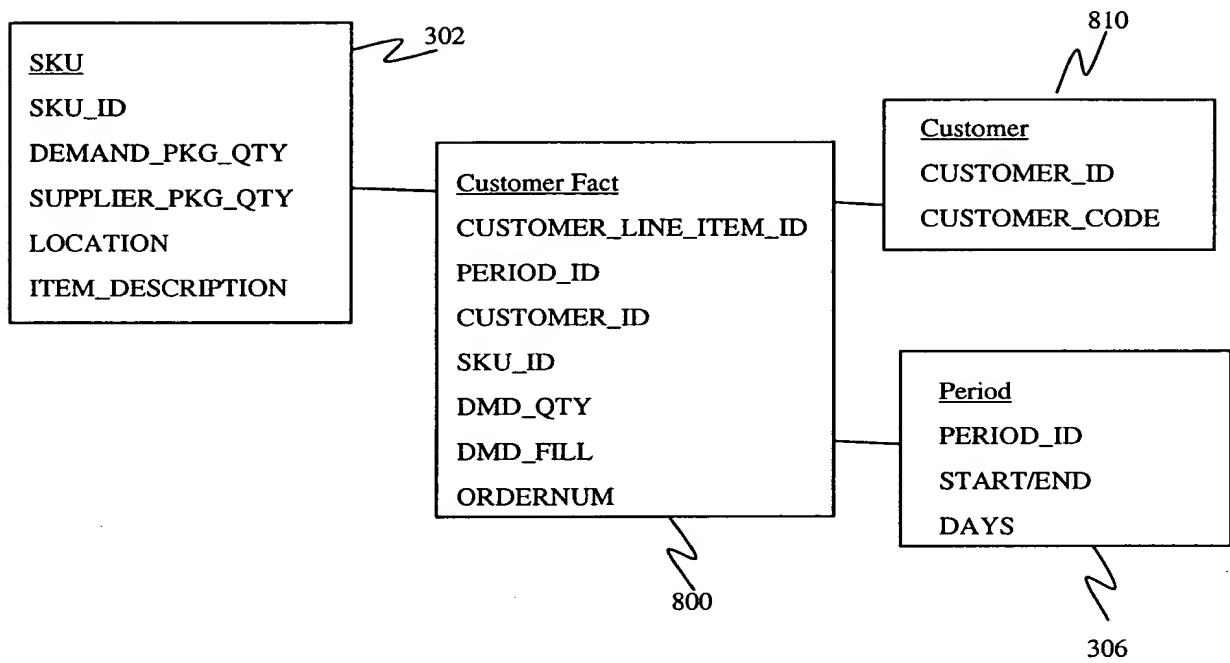 302
SKU
SKU_ID
DEMAND_PKG_QTY
SUPPLIER_PKG_QTY
LOCATION
ITEM_DESCRIPTION
Customer Fact
CUSTOMER_LINE_ITEM_ID
PERIOD_ID
CUSTOMER_ID
SKU_ID
DMD_QTY
DMD_FILL
ORDERNUM
800
810
Customer
CUSTOMER_ID
CUSTOMER_CODE
Period
PERIOD_ID
START/END
DAYS
306